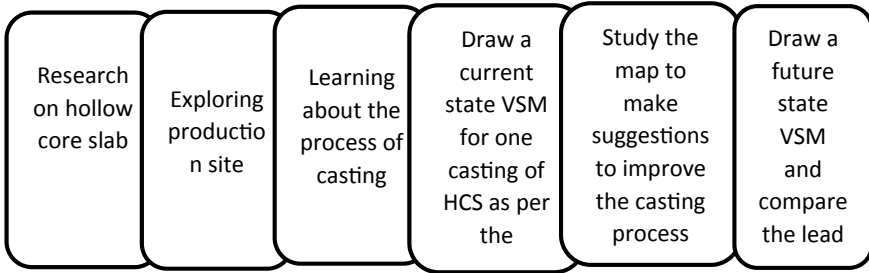 Research
on hollow
core slab
Exploring
productio
n site
Learning
about the
process of
casting
Draw a
current
state VSM
for one
casting of
HCS as per
the
Study the
map to
make
suggestions
to improve
the casting
process
Draw a
future
state
VSM
and
compare
the lead